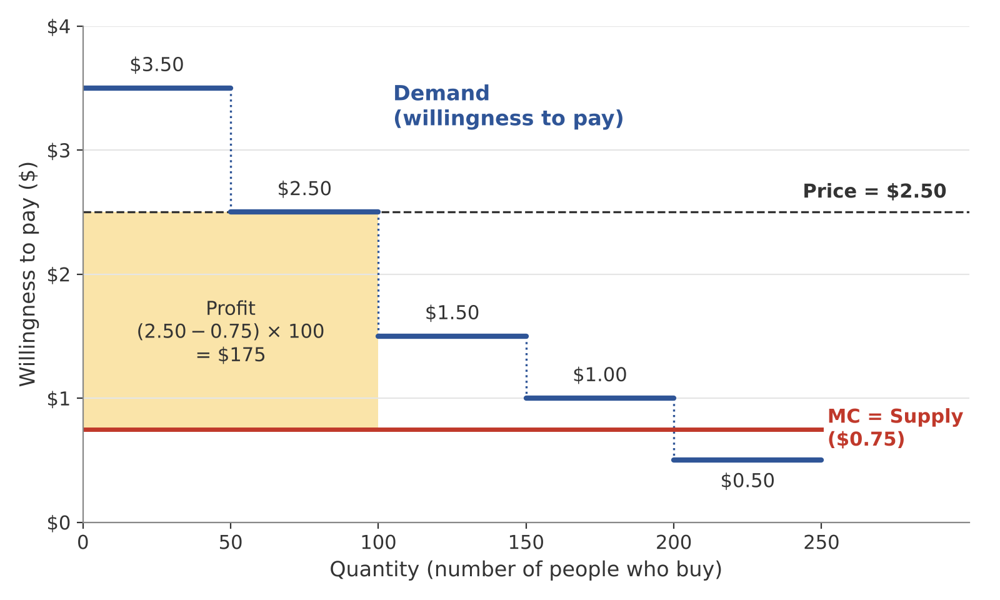 $4
$3.50
Demand
(willingness to pay)
$3
$2.50
Price = $2.50
$2
Profit
(2.50 − 0.75) × 100
= $175
$1.50
$1.00
$1
MC = Supply
($0.75)
$0.50
$0
0 50 100 150 200 250
Quantity (number of people who buy)
Willingness to pay ($)